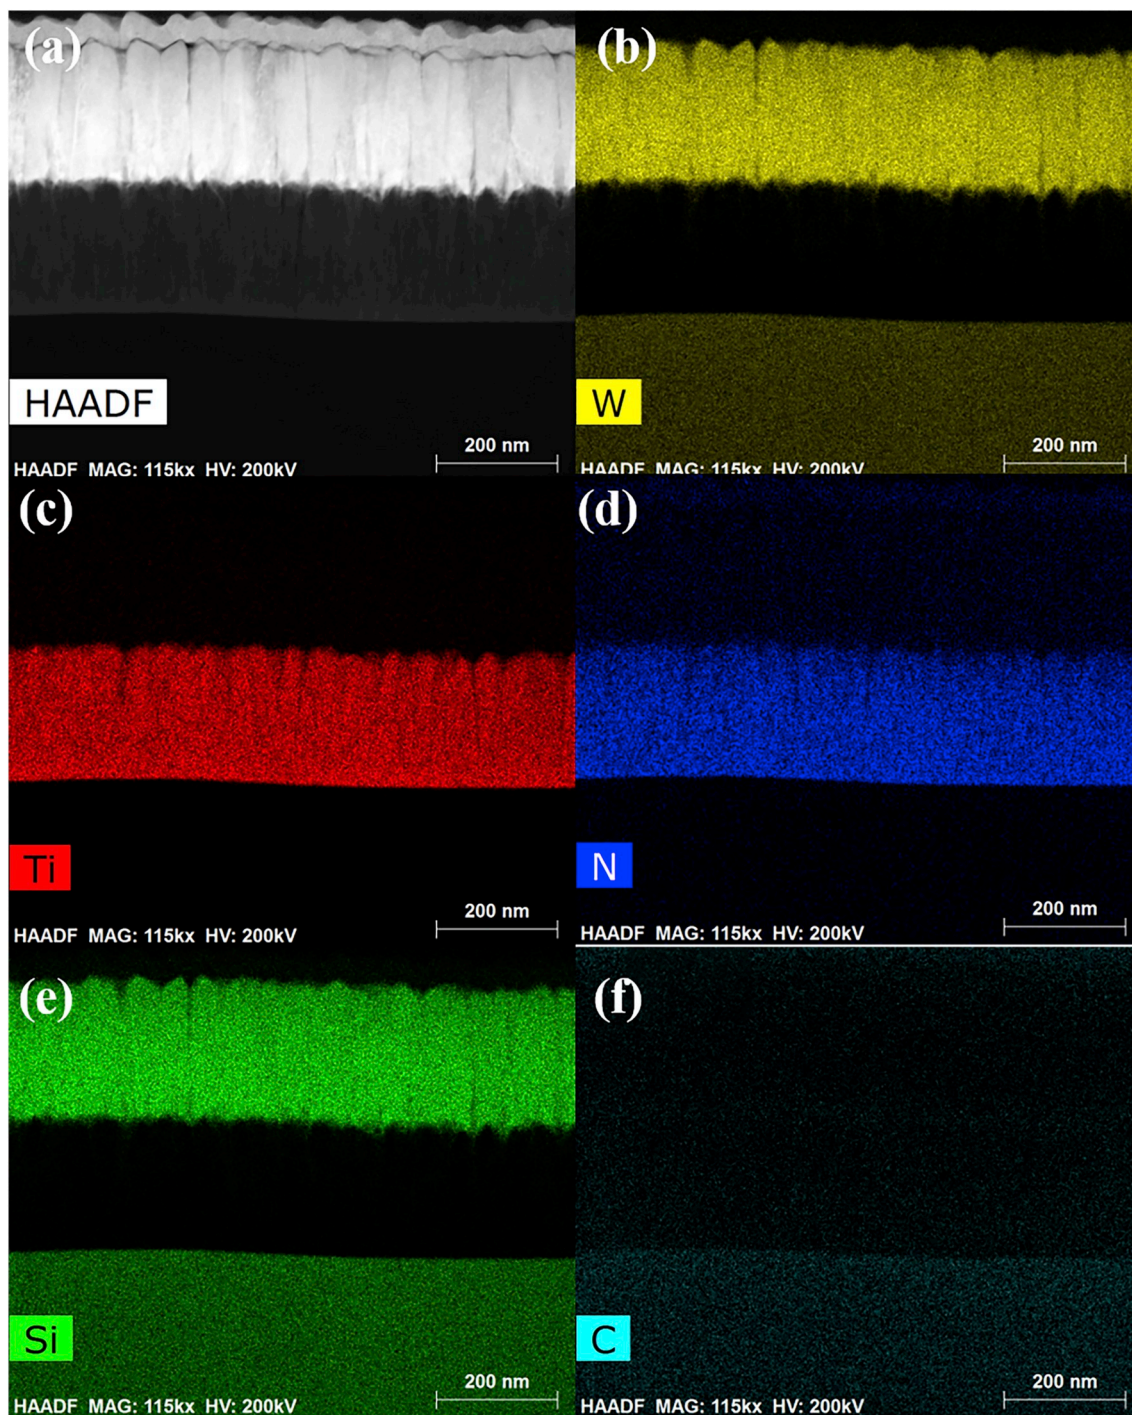 (a)
HAADF
200 nm
HAADF MAG: 115kx HV: 200kV
(b)
W
200 nm
HAADF MAG: 115kx HV: 200kV
(c)
Ti
200 nm
HAADF MAG: 115kx HV: 200kV
(d)
N
200 nm
HAADF MAG: 115kx HV: 200kV
(e)
Si
200 nm
HAADF MAG: 115kx HV: 200kV
(f)
C
200 nm
HAADF MAG: 115kx HV: 200kV